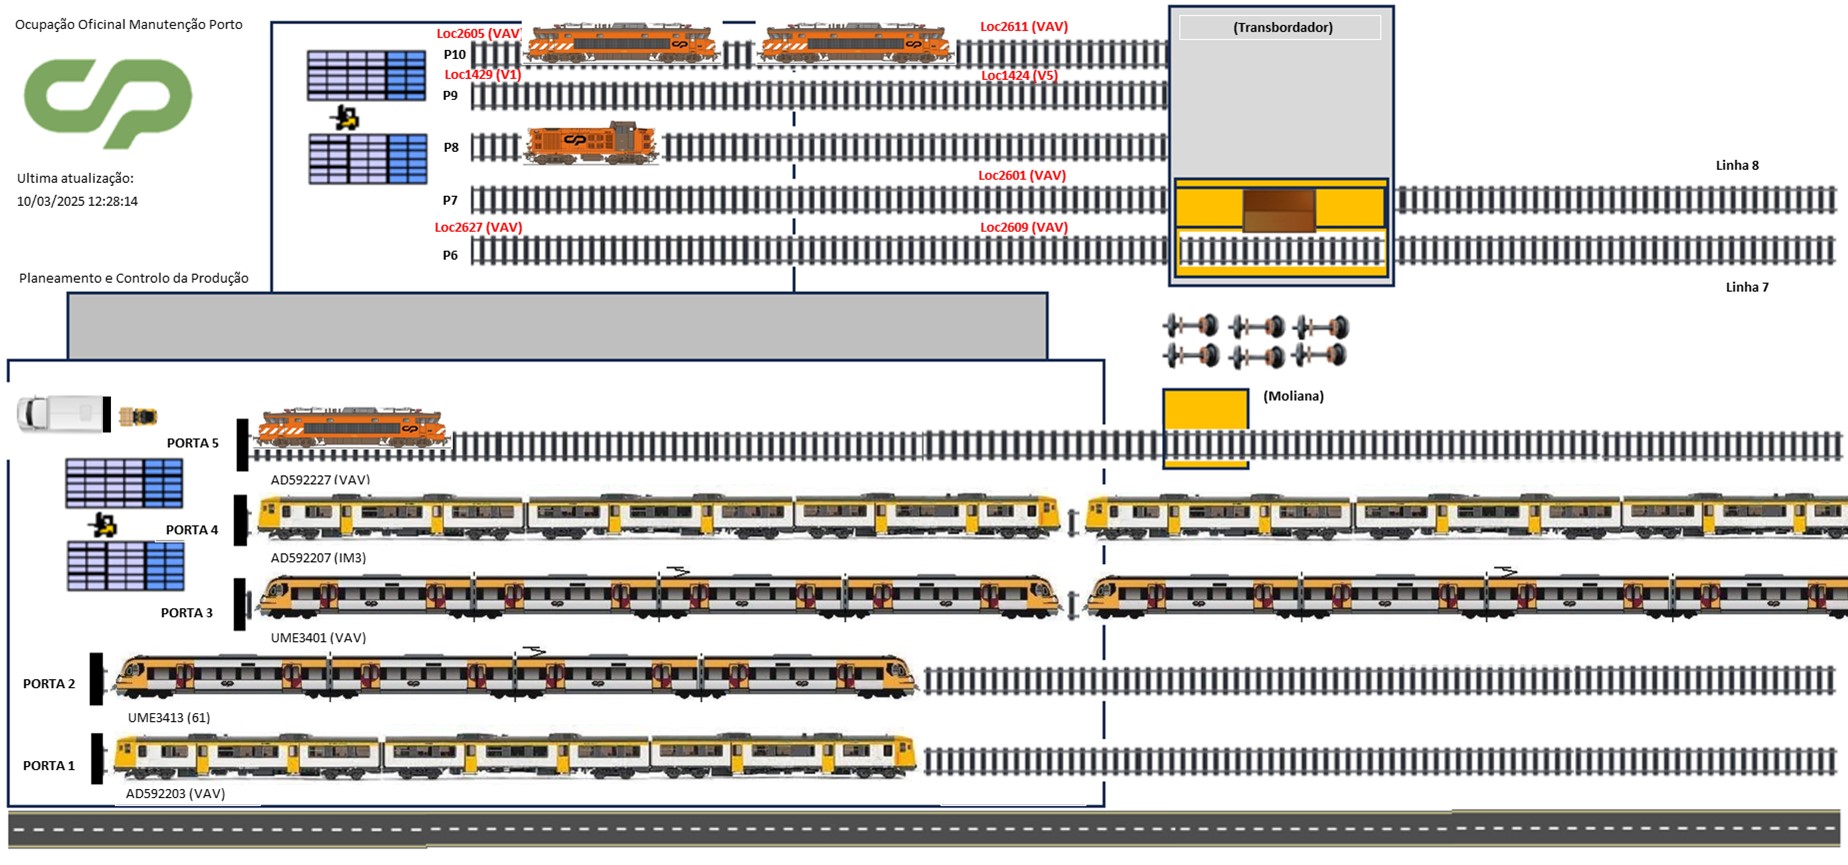 Ocupação Oficinal Manutenção Porto
CP
Ultima atualização:
10/03/2025 12:28:14
Planeamento e Controlo da Produção
Loc2605 (VAV)
Loc2611 (VAV)
P10
Loc1429 (V1)
Loc1424 (V5)
P9
P8
Loc2601 (VAV)
P7
Loc2627 (VAV)
Loc2609 (VAV)
P6
(Transbordador)
Linha 8
Linha 7
(Moliana)
PORTA 5
AD592227 (VAV)
PORTA 4
AD592207 (IM3)
PORTA 3
UME3401 (VAV)
PORTA 2
UME3413 (61)
PORTA 1
AD592203 (VAV)